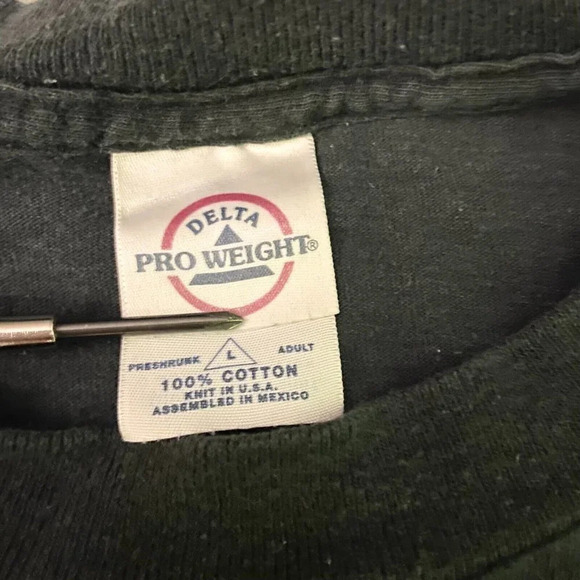 DELTA
PRO WEIGHT®
PRESHRUNK L ADULT
100% COTTON
KNIT IN U.S.A.
ASSEMBLED IN MEXICO